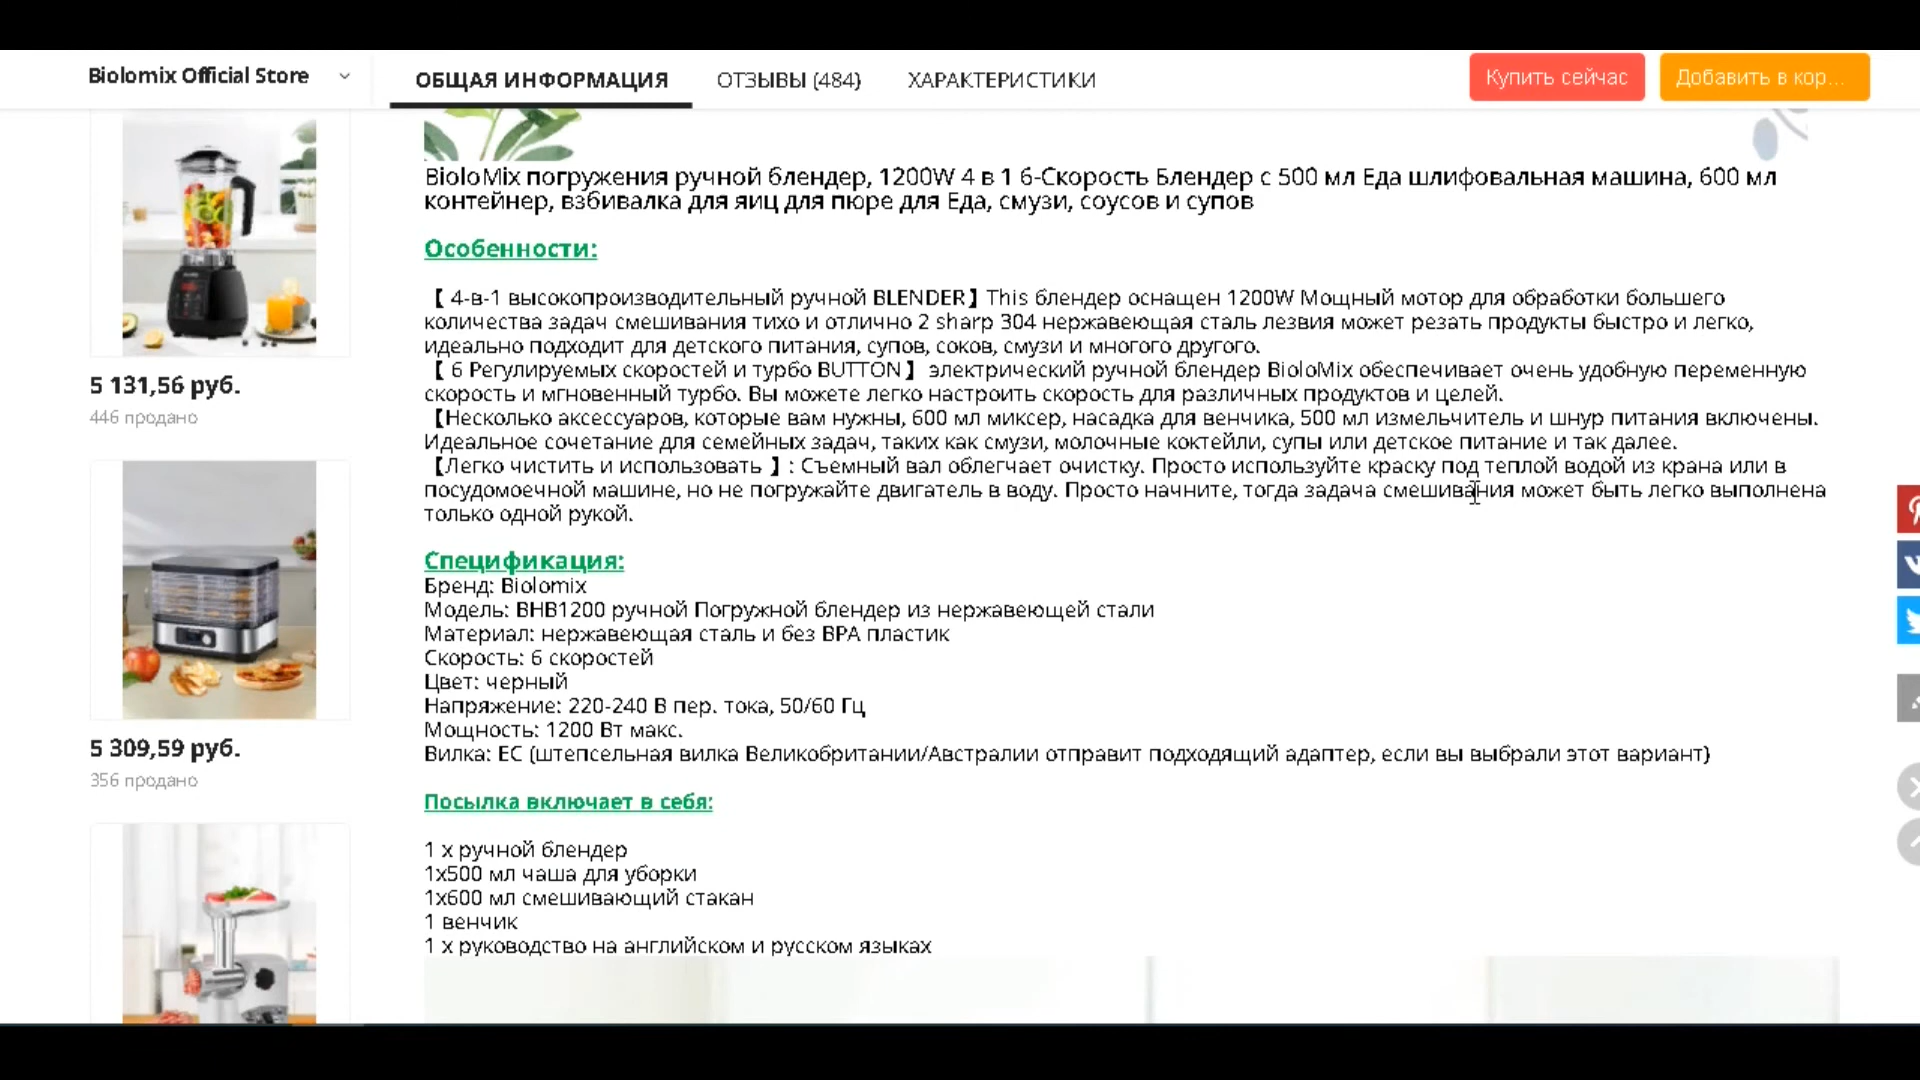 Biolomix Official Store
ОБЩАЯ ИНФОРМАЦИЯ
ОТЗЫВЫ (484)
ХАРАКТЕРИСТИКИ
Купить сейчас
Добавить в кор...
5 131,56 руб.
446 продано
5 309,59 руб.
356 продано
BioloMix погружения ручной блендер, 1200W 4 в 1 6-Скорость Блендер с 500 мл Еда шлифовальная машина, 600 мл
контейнер, взбивалка для яиц для пюре для Еда, смузи, соусов и супов
Особенности:
【 4-в-1 высокопроизводительный ручной BLENDER】This блендер оснащен 1200W Мощный мотор для обработки большего
количества задач смешивания тихо и отлично 2 sharp 304 нержавеющая сталь лезвия может резать продукты быстро и легко,
идеально подходит для детского питания, супов, соков, смузи и многого другого.
【 6 Регулируемых скоростей и турбо BUTTON】 электрический ручной блендер BioloMix обеспечивает очень удобную переменную
скорость и мгновенный турбо. Вы можете легко настроить скорость для различных продуктов и целей.
【Несколько аксессуаров, которые вам нужны, 600 мл миксер, насадка для венчика, 500 мл измельчитель и шнур питания включены.
Идеальное сочетание для семейных задач, таких как смузи, молочные коктейли, супы или детское питание и так далее.
【Легко чистить и использовать 】: Съемный вал облегчает очистку. Просто используйте краску под теплой водой из крана или в
посудомоечной машине, но не погружайте двигатель в воду. Просто начните, тогда задача смешивания может быть легко выполнена
только одной рукой.
Спецификация:
Бренд: Biolomix
Модель: BHB1200 ручной Погружной блендер из нержавеющей стали
Материал: нержавеющая сталь и без BPA пластик
Скорость: 6 скоростей
Цвет: черный
Напряжение: 220-240 В пер. тока, 50/60 Гц
Мощность: 1200 Вт макс.
Вилка: ЕС (штепсельная вилка Великобритании/Австралии отправит подходящий адаптер, если вы выбрали этот вариант)
Посылка включает в себя:
1 x ручной блендер
1x500 мл чаша для уборки
1x600 мл смешивающий стакан
1 венчик
1 x руководство на английском и русском языках